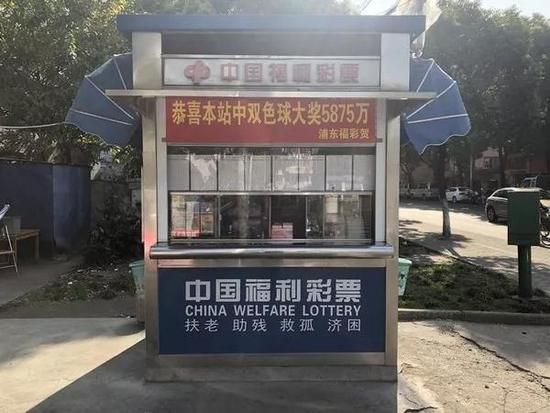 中国福利彩票
恭喜本站中双色球大奖5875万
浦东福彩贺
中国福利彩票
CHINA WELFARE LOTTERY
扶老 助残 救孤 济困